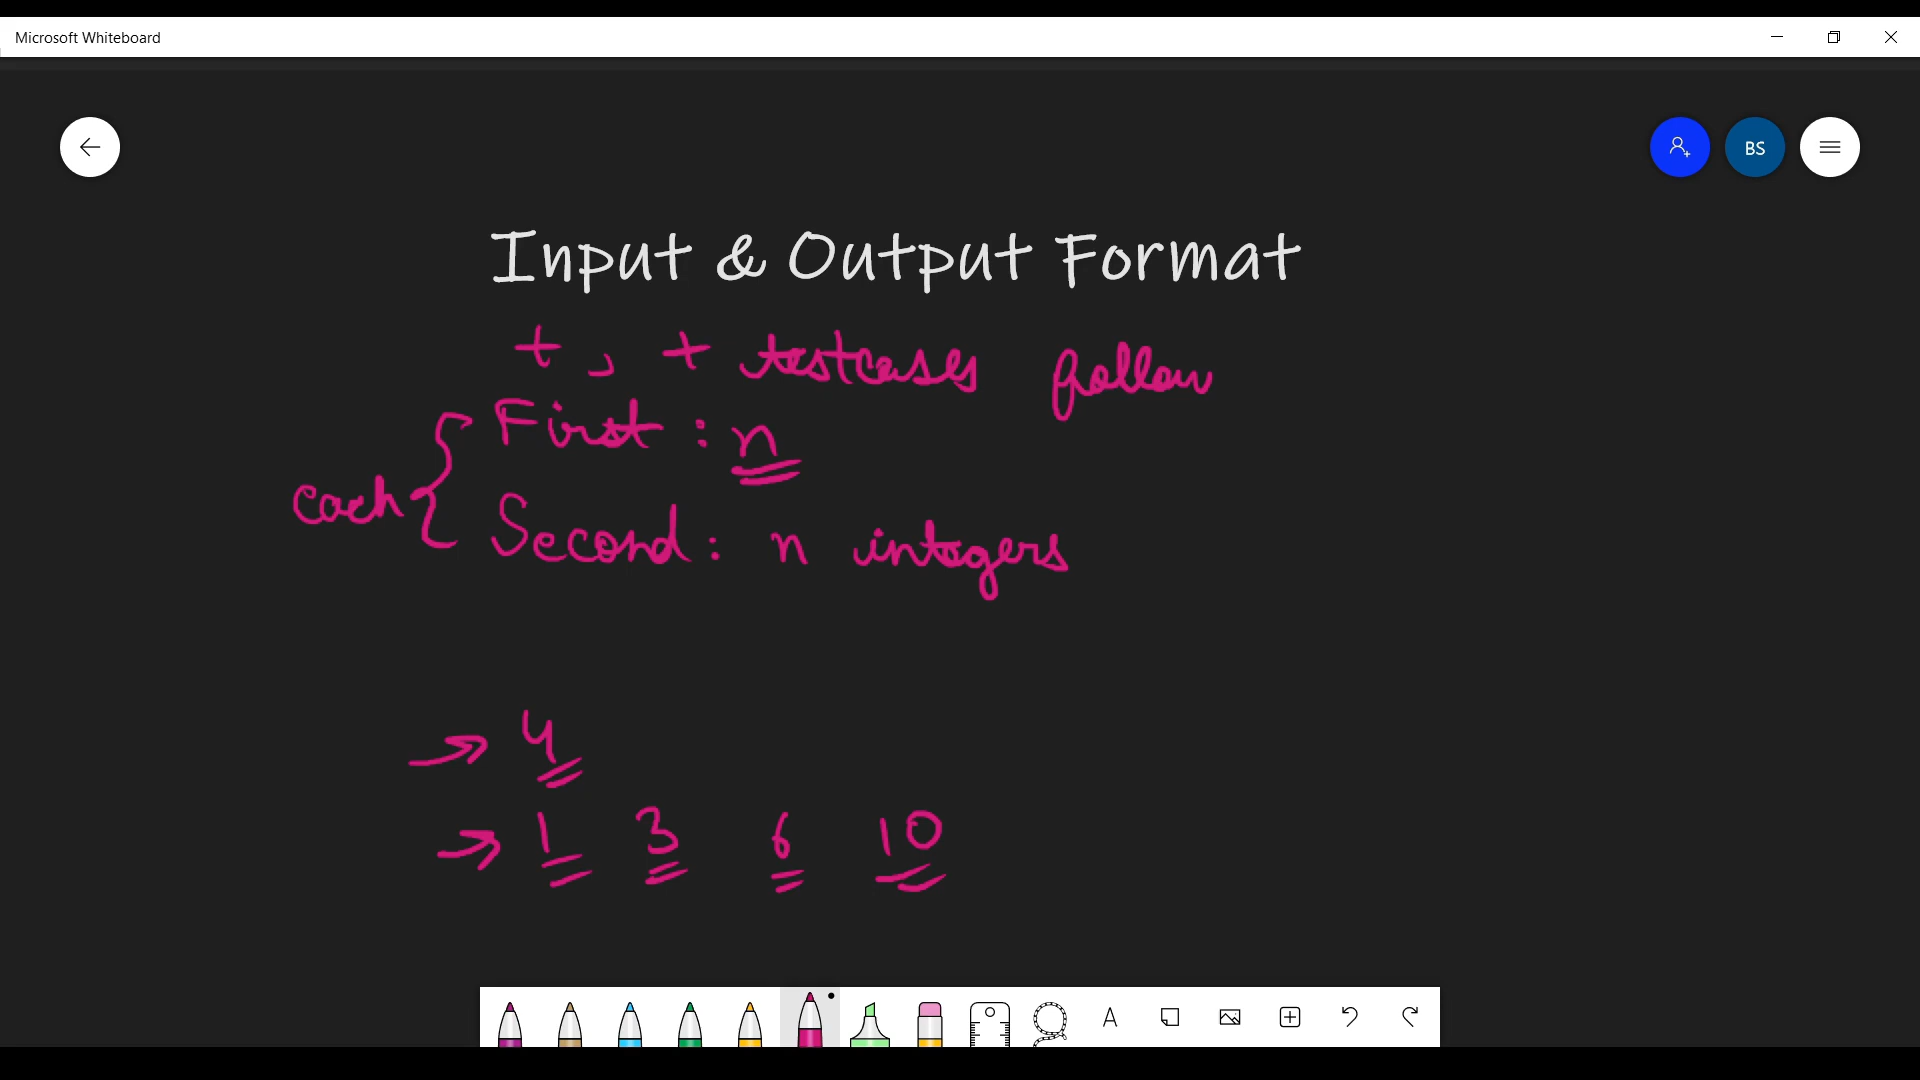 Microsoft Whiteboard
BS
Input & Output Format
t, t testcases follow
First : n
each
Second : n integers
4
1 3 6 10
A